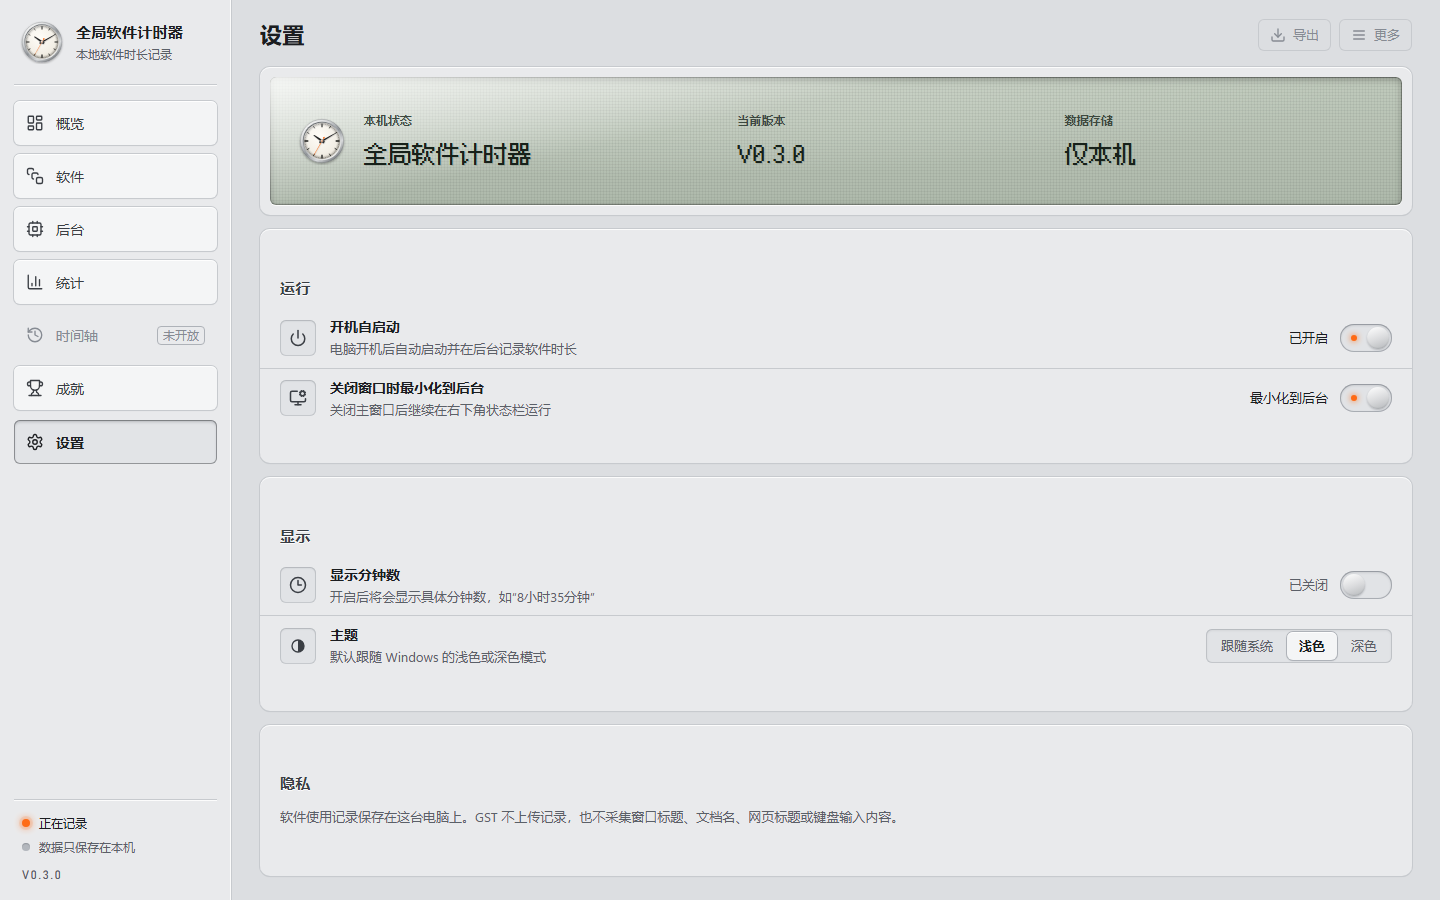 全局软件计时器
本地软件时长记录
概览
软件
后台
统计
时间轴 未开放
成就
设置
正在记录
数据只保存在本机
V0.3.0
设置
导出
更多
本机状态
全局软件计时器
当前版本
V0.3.0
数据存储
仅本机
运行
开机自启动
电脑开机后自动启动并在后台记录软件时长
已开启
关闭窗口时最小化到后台
关闭主窗口后继续在右下角状态栏运行
最小化到后台
显示
显示分钟数
开启后将会显示具体分钟数，如"8小时35分钟"
已关闭
主题
默认跟随 Windows 的浅色或深色模式
跟随系统 浅色 深色
隐私
软件使用记录保存在这台电脑上。GST 不上传记录，也不采集窗口标题、文档名、网页标题或键盘输入内容。